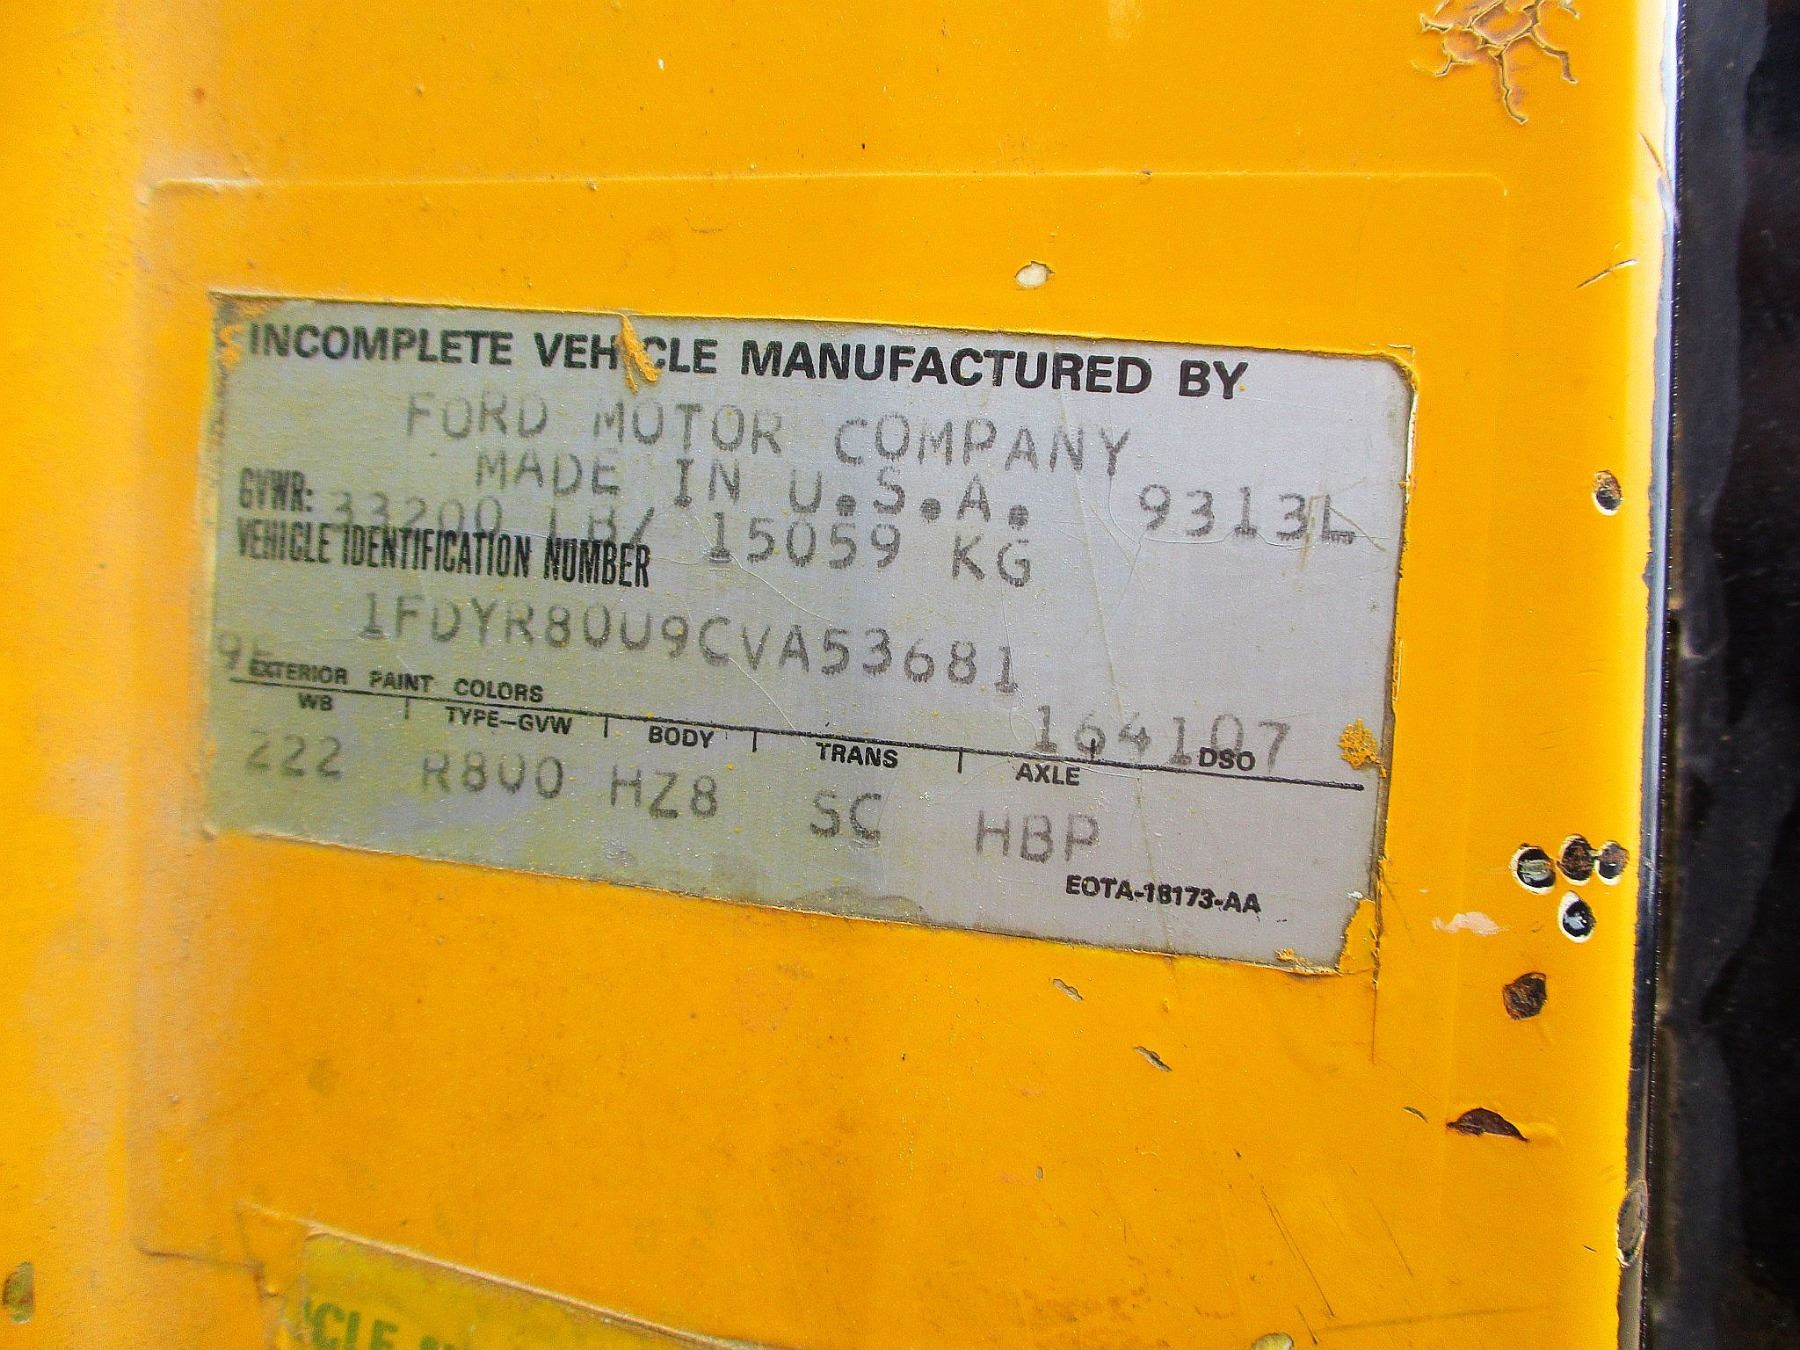 INCOMPLETE VEHICLE MANUFACTURED BY
FORD MOTOR COMPANY
MADE IN U.S.A. 9313L
GVWR: 33200 LB/ 15059 KG
VEHICLE IDENTIFICATION NUMBER
1FDYR80U9CVA53681
EXTERIOR PAINT COLORS 164107
WB TYPE-GVW BODY TRANS AXLE DSO
222 R800 HZ8 SC HBP
EOTA-18173-AA